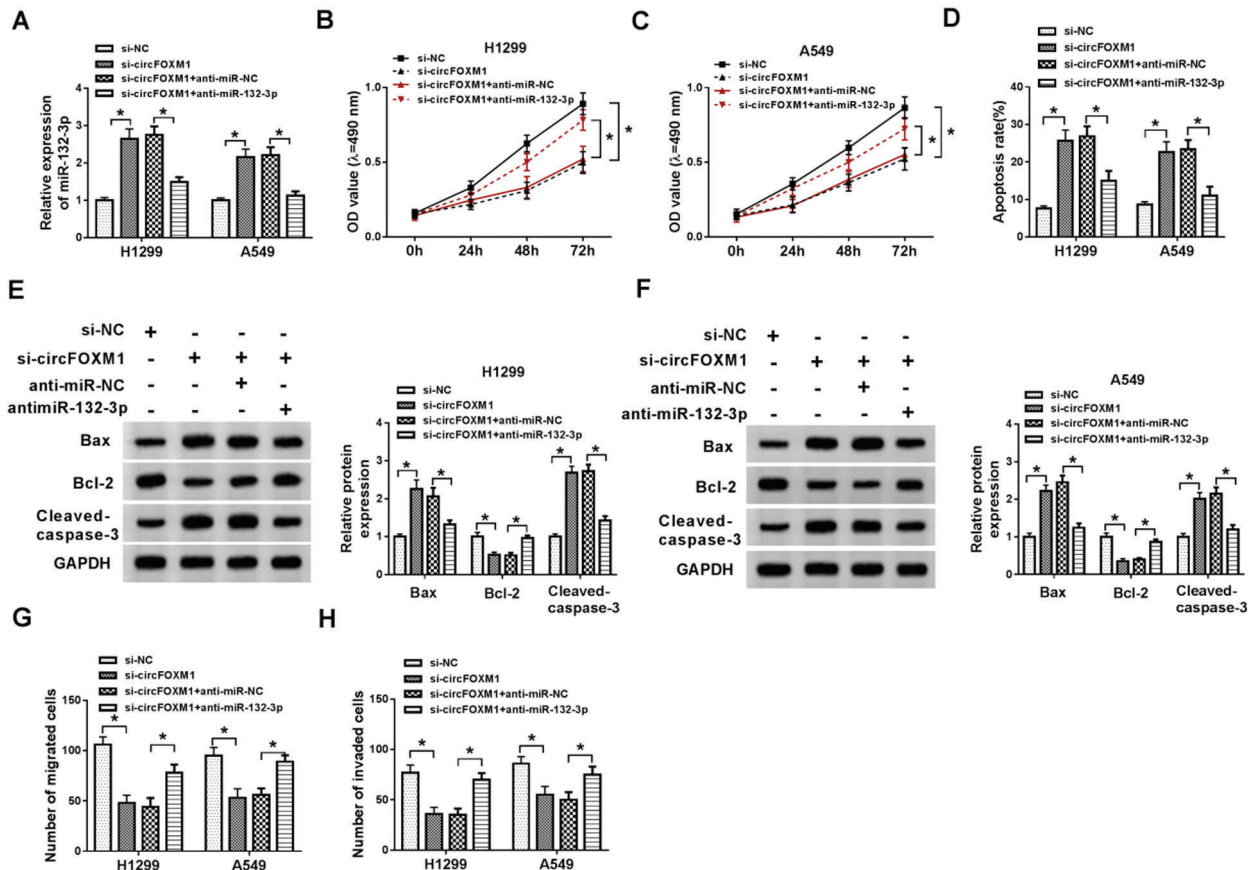 A
si-NC
si-circFOXM1
si-circFOXM1+anti-miR-NC
si-circFOXM1+anti-miR-132-3p
Relative expression
of miR-132-3p
4
3
2
1
0
* * * *
H1299 A549
B
H1299
si-NC
si-circFOXM1
si-circFOXM1+anti-miR-NC
si-circFOXM1+anti-miR-132-3p
OD value (λ=490 nm)
1.0
0.5
0.0
* *
0h 24h 48h 72h
C
A549
si-NC
si-circFOXM1
si-circFOXM1+anti-miR-NC
si-circFOXM1+anti-miR-132-3p
OD value (λ=490 nm)
1.0
0.5
0.0
* *
0h 24h 48h 72h
D
si-NC
si-circFOXM1
si-circFOXM1+anti-miR-NC
si-circFOXM1+anti-miR-132-3p
Apoptosis rate(%)
40
30
20
10
0
* * * *
H1299 A549
E
si-NC + - - -
si-circFOXM1 - + + +
anti-miR-NC - - + -
antimiR-132-3p - - - +
Bax
Bcl-2
Cleaved-
caspase-3
GAPDH
H1299
si-NC
si-circFOXM1
si-circFOXM1+anti-miR-NC
si-circFOXM1+anti-miR-132-3p
Relative protein
expression
4
3
2
1
0
* * * * * *
Bax Bcl-2 Cleaved-
caspase-3
F
si-NC + - - -
si-circFOXM1 - + + +
anti-miR-NC - - + -
anti-miR-132-3p - - - +
Bax
Bcl-2
Cleaved-
caspase-3
GAPDH
A549
si-NC
si-circFOXM1
si-circFOXM1+anti-miR-NC
si-circFOXM1+anti-miR-132-3p
Relative protein
expression
4
3
2
1
0
* * * * * *
Bax Bcl-2 Cleaved-
caspase-3
G
si-NC
si-circFOXM1
si-circFOXM1+anti-miR-NC
si-circFOXM1+anti-miR-132-3p
Number of migrated cells
150
100
50
0
* * * *
H1299 A549
H
si-NC
si-circFOXM1
si-circFOXM1+anti-miR-NC
si-circFOXM1+anti-miR-132-3p
Number of invaded cells
150
100
50
0
* * * *
H1299 A549